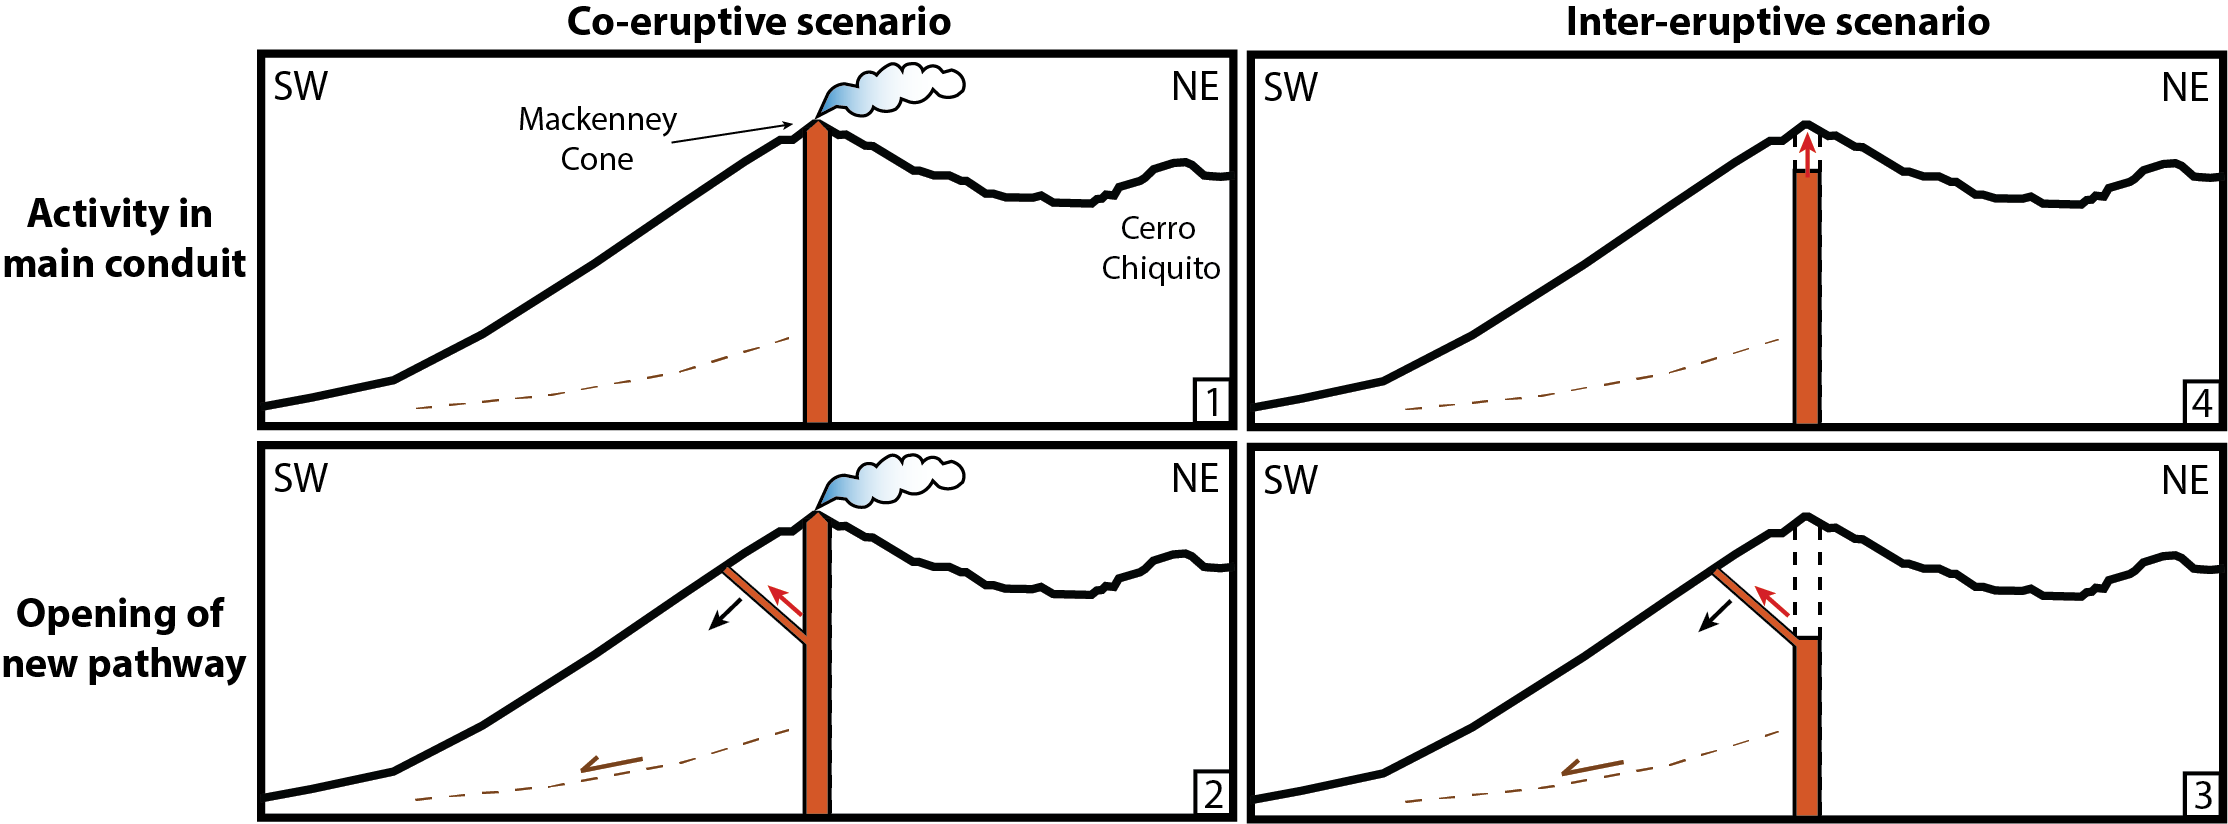 Co-eruptive scenario
Inter-eruptive scenario
Activity in
main conduit
SW
NE
Mackenney
Cone
Cerro
Chiquito
1
SW
NE
4
Opening of
new pathway
SW
NE
2
SW
NE
3